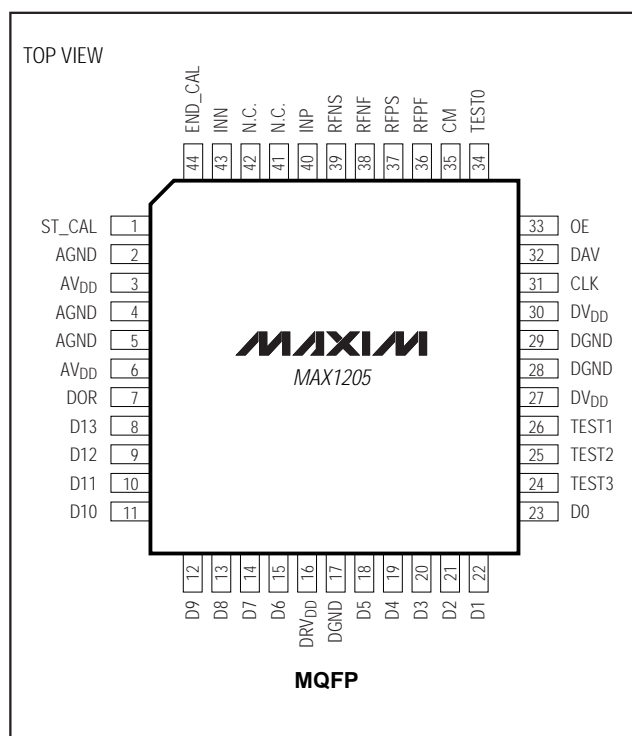 TOP VIEW
END_CAL
INN
N.C.
N.C.
INP
RFNS
RFNF
RFPS
RFPF
CM
TEST0
44
43
42
41
40
39
38
37
36
35
34
ST_CAL 1
AGND 2
AVDD 3
AGND 4
AGND 5
AVDD 6
DOR 7
D13 8
D12 9
D11 10
D10 11
MAXIM
MAX1205
33 OE
32 DAV
31 CLK
30 DVDD
29 DGND
28 DGND
27 DVDD
26 TEST1
25 TEST2
24 TEST3
23 D0
12
13
14
15
16
17
18
19
20
21
22
D9
D8
D7
D6
DRVDD
DGND
D5
D4
D3
D2
D1
MQFP